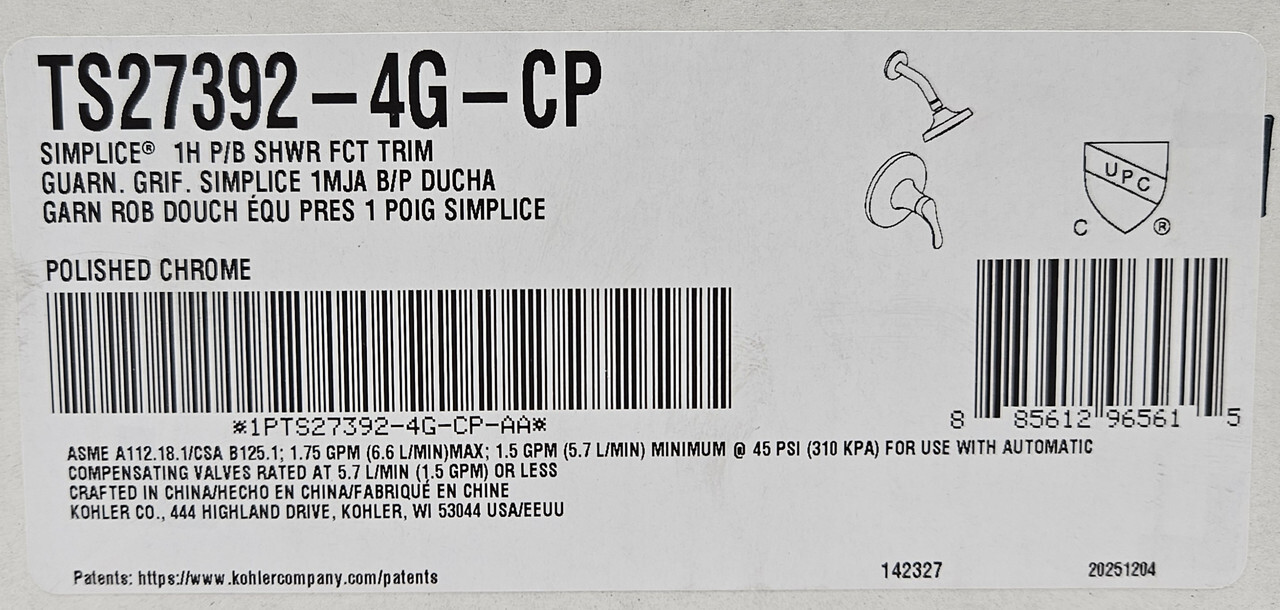 TS27392-4G-CP
SIMPLICE® 1H P/B SHWR FCT TRIM
GUARN. GRIF. SIMPLICE 1MJA B/P DUCHA
GARN ROB DOUCH ÉQU PRES 1 POIG SIMPLICE
UPC
C ®
POLISHED CHROME
*1PTS27392-4G-CP-AA*
8 85612 96561 5
ASME A112.18.1/CSA B125.1; 1.75 GPM (6.6 L/MIN)MAX; 1.5 GPM (5.7 L/MIN) MINIMUM @ 45 PSI (310 KPA) FOR USE WITH AUTOMATIC
COMPENSATING VALVES RATED AT 5.7 L/MIN (1.5 GPM) OR LESS
CRAFTED IN CHINA/HECHO EN CHINA/FABRIQUÉ EN CHINE
KOHLER CO., 444 HIGHLAND DRIVE, KOHLER, WI 53044 USA/EEUU
Patents: https://www.kohlercompany.com/patents
142327
20251204